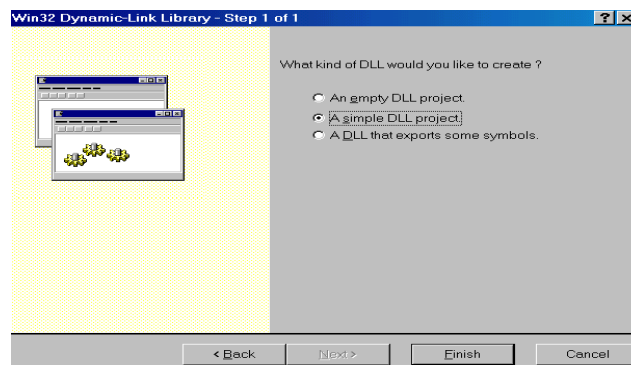 Win32 Dynamic-Link Library - Step 1 of 1
What kind of DLL would you like to create ?
An empty DLL project.
A simple DLL project.
A DLL that exports some symbols.
< Back
Next >
Finish
Cancel